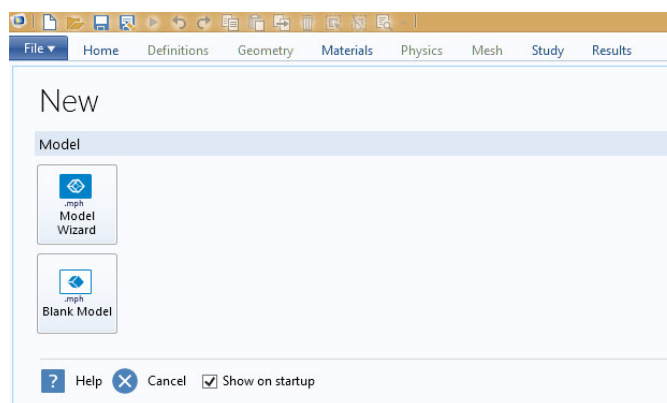 File Home Definitions Geometry Materials Physics Mesh Study Results
New
Model
.mph
Model
Wizard
.mph
Blank Model
? Help Cancel Show on startup